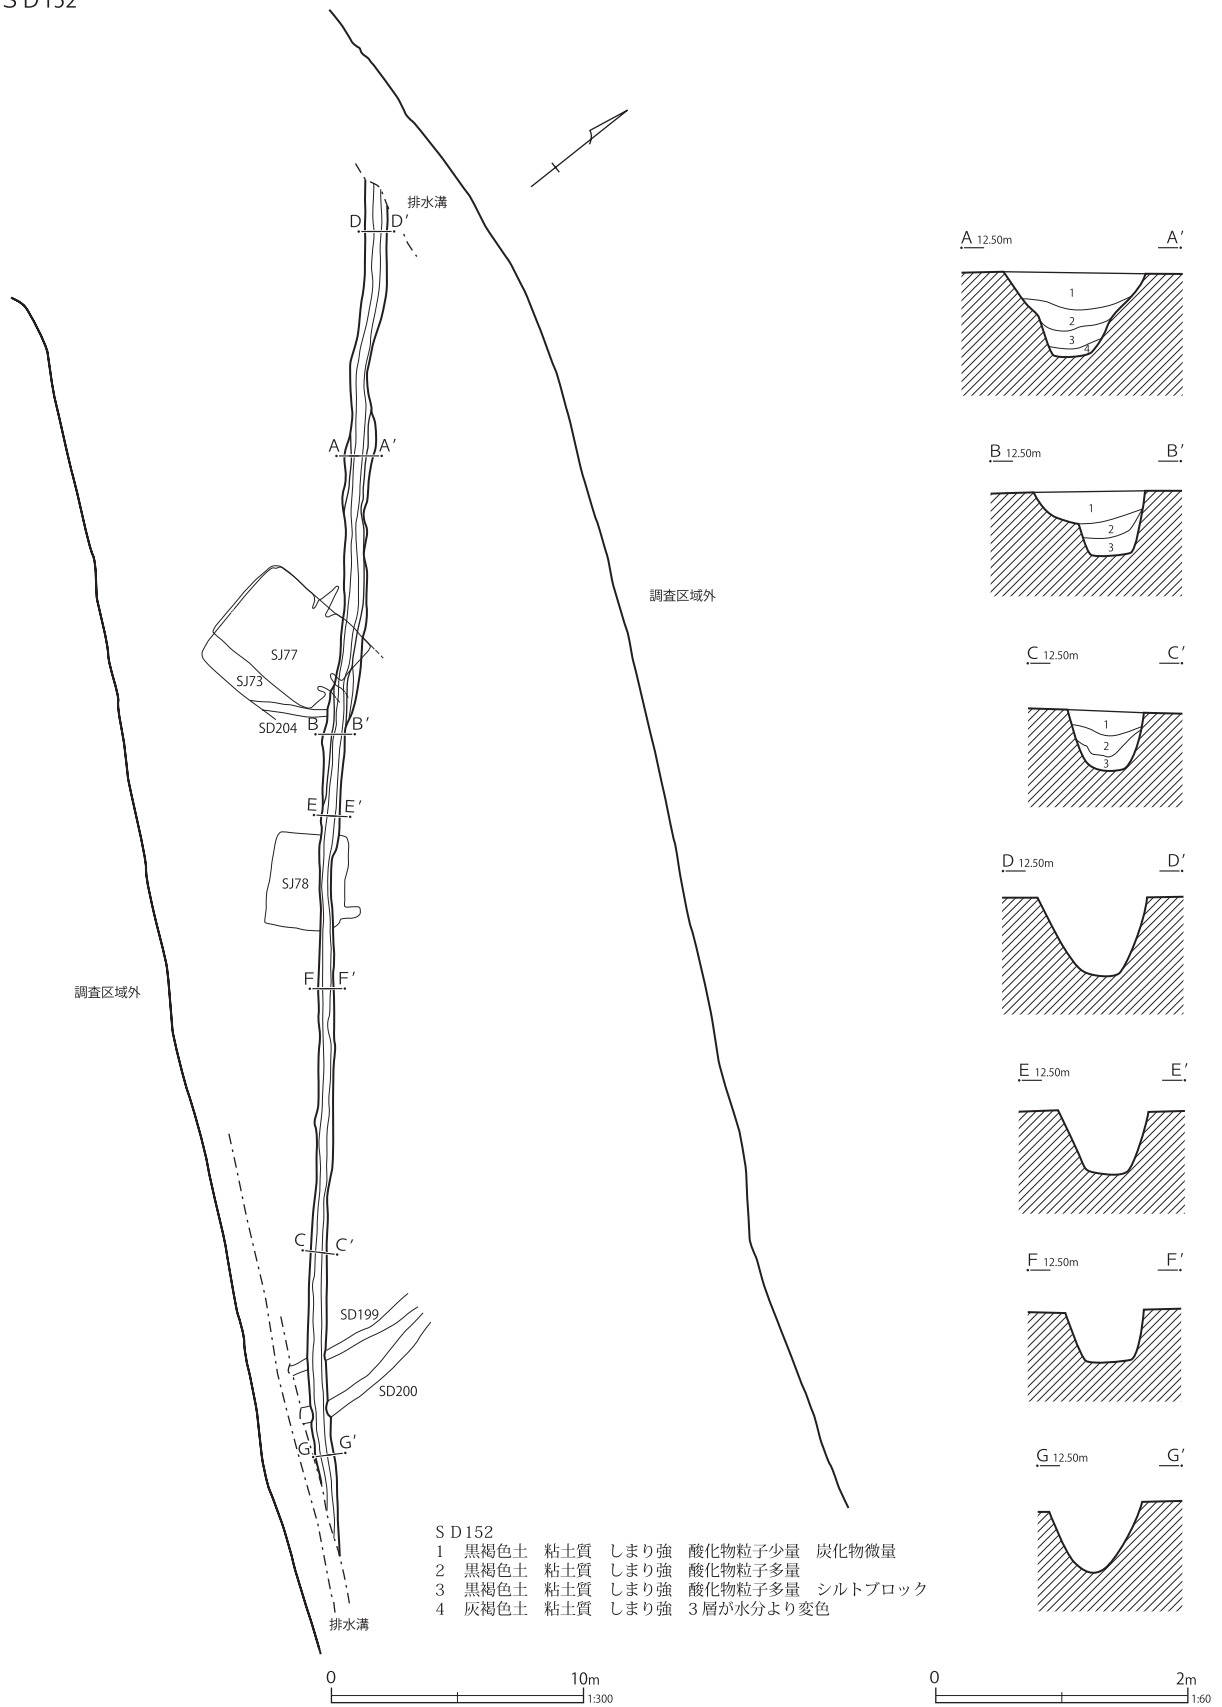 S D 152
排水溝
D D′
A A′
調査区域外
SJ77
SJ73
SD204
B B′
E E′
SJ78
F F′
調査区域外
C C′
SD199
SD200
G G′
排水溝
A 12.50m A′
1
2
3
4
B 12.50m B′
1
2
3
C 12.50m C′
1
2
3
D 12.50m D′
E 12.50m E′
F 12.50m F′
G 12.50m G′
S D152
1 黒褐色土 粘土質 しまり強 酸化物粒子少量 炭化物微量
2 黒褐色土 粘土質 しまり強 酸化物粒子多量
3 黒褐色土 粘土質 しまり強 酸化物粒子多量 シルトブロック
4 灰褐色土 粘土質 しまり強 3層が水分より変色
0 10m 1:300
0 2m 1:60